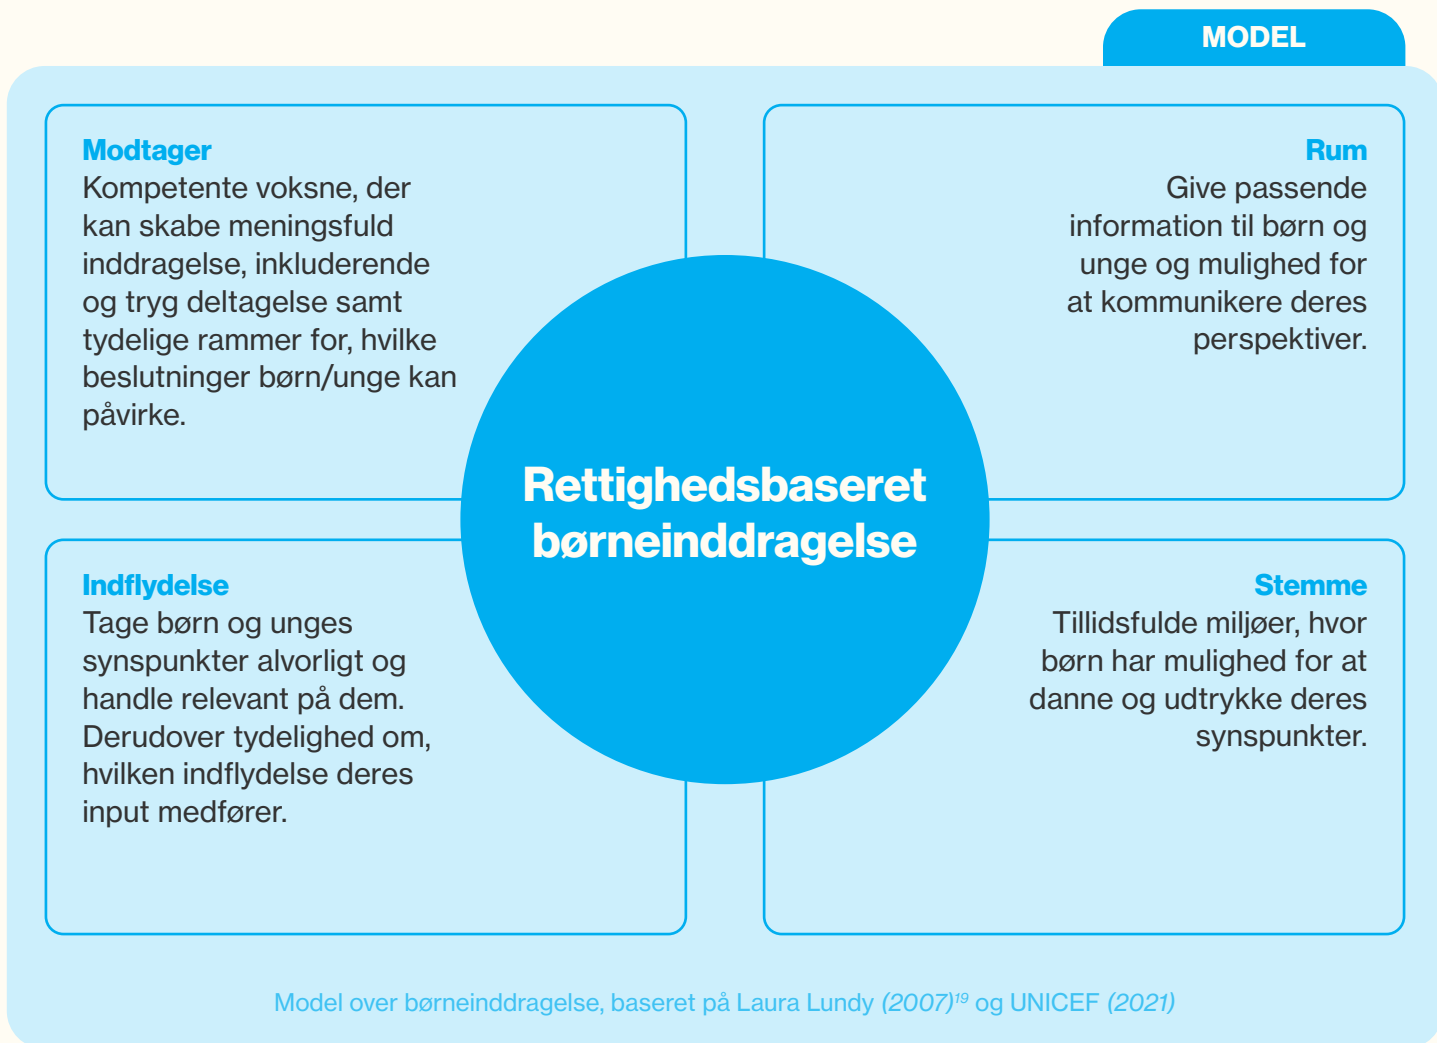 MODEL
Modtager
Kompetente voksne, der
kan skabe meningsfuld
inddragelse, inkluderende
og tryg deltagelse samt
tydelige rammer for, hvilke
beslutninger børn/unge kan
påvirke.
Rum
Give passende
information til børn og
unge og mulighed for
at kommunikere deres
perspektiver.
Rettighedsbaseret
børneinddragelse
Indflydelse
Tage børn og unges
synspunkter alvorligt og
handle relevant på dem.
Derudover tydelighed om,
hvilken indflydelse deres
input medfører.
Stemme
Tillidsfulde miljøer, hvor
børn har mulighed for at
danne og udtrykke deres
synspunkter.
Model over børneinddragelse, baseret på Laura Lundy (2007)¹⁹ og UNICEF (2021)